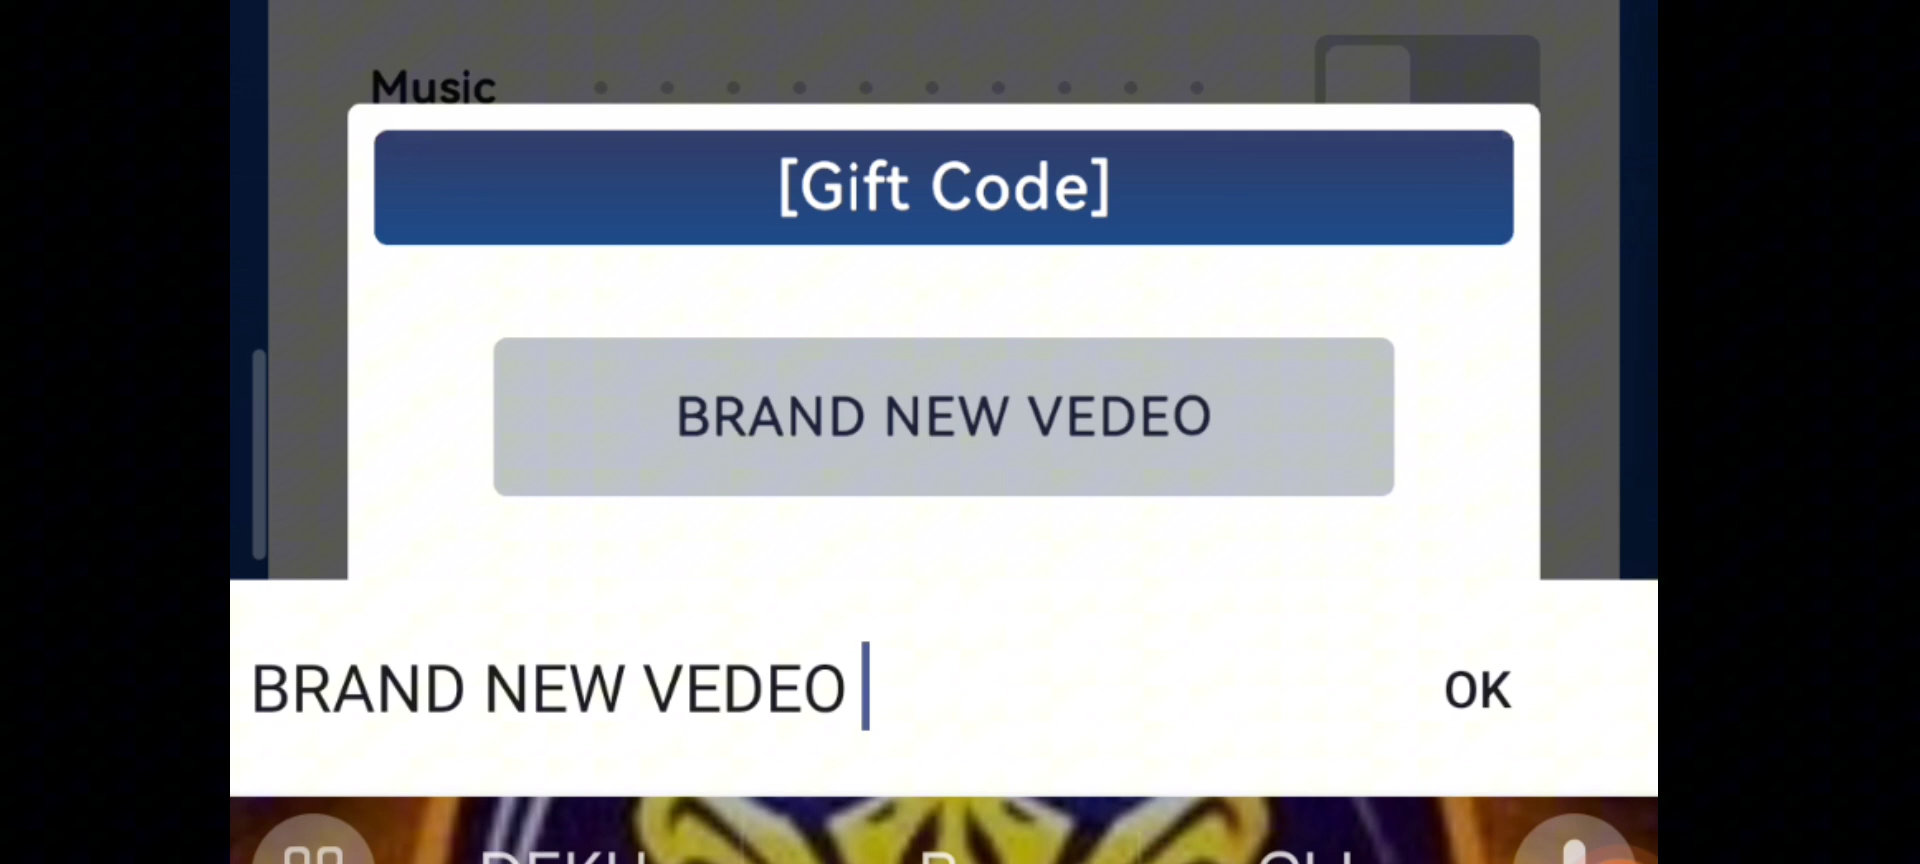 Music
[Gift Code]
BRAND NEW VEDEO
BRAND NEW VEDEO
OK